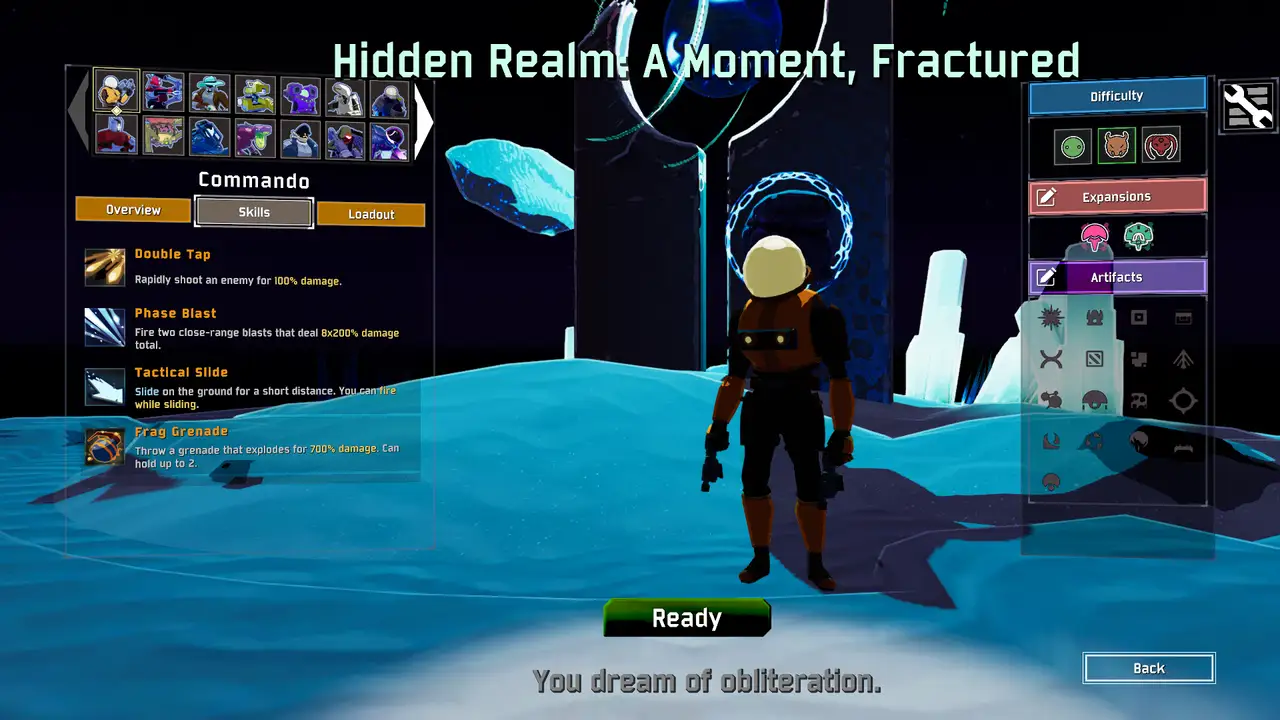 Hidden Realm: A Moment, Fractured
Commando
Overview
Skills
Loadout
Double Tap
Rapidly shoot an enemy for 100% damage.
Phase Blast
Fire two close-range blasts that deal 8x200% damage
total.
Tactical Slide
Slide on the ground for a short distance. You can fire
while sliding.
Frag Grenade
Throw a grenade that explodes for 700% damage. Can
hold up to 2.
Difficulty
Expansions
Artifacts
Ready
You dream of obliteration.
Back